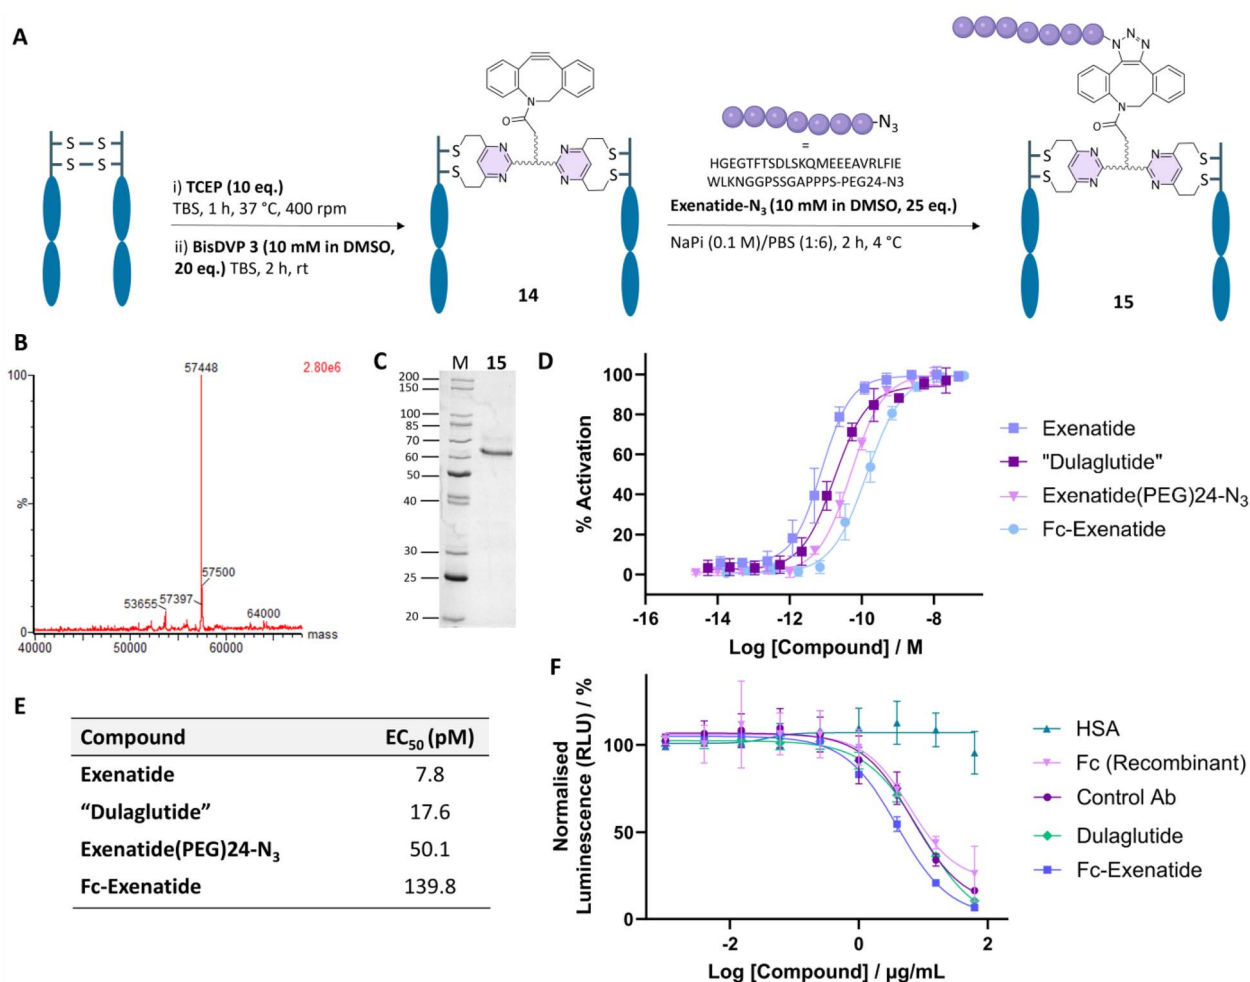 A
S
S
S
S
i) TCEP (10 eq.)
TBS, 1 h, 37 °C, 400 rpm
ii) BisDVP 3 (10 mM in DMSO,
20 eq.) TBS, 2 h, rt
N
O
S
S
N
N
N
N
S
S
14
N3
=
HGEGTFTSDLSKQMEEEAVRLFIE
WLKNGGPSSGAPPPS-PEG24-N3
Exenatide-N3 (10 mM in DMSO, 25 eq.)
NaPi (0.1 M)/PBS (1:6), 2 h, 4 °C
N
N
N
N
O
S
S
N
N
N
N
S
S
15
B
57448
2.80e6
100
%
57500
53655
57397
64000
0
mass
40000
50000
60000
C
M
15
200
150
100
85
70
60
50
40
30
25
20
D
% Activation
100
80
60
40
20
0
-16
-14
-12
-10
-8
Log [Compound] / M
Exenatide
"Dulaglutide"
Exenatide(PEG)24-N3
Fc-Exenatide
E
Compound EC50 (pM)
Exenatide 7.8
“Dulaglutide” 17.6
Exenatide(PEG)24-N3 50.1
Fc-Exenatide 139.8
F
Normalised
Luminescence (RLU) / %
100
50
0
-2
0
2
Log [Compound] / µg/mL
HSA
Fc (Recombinant)
Control Ab
Dulaglutide
Fc-Exenatide